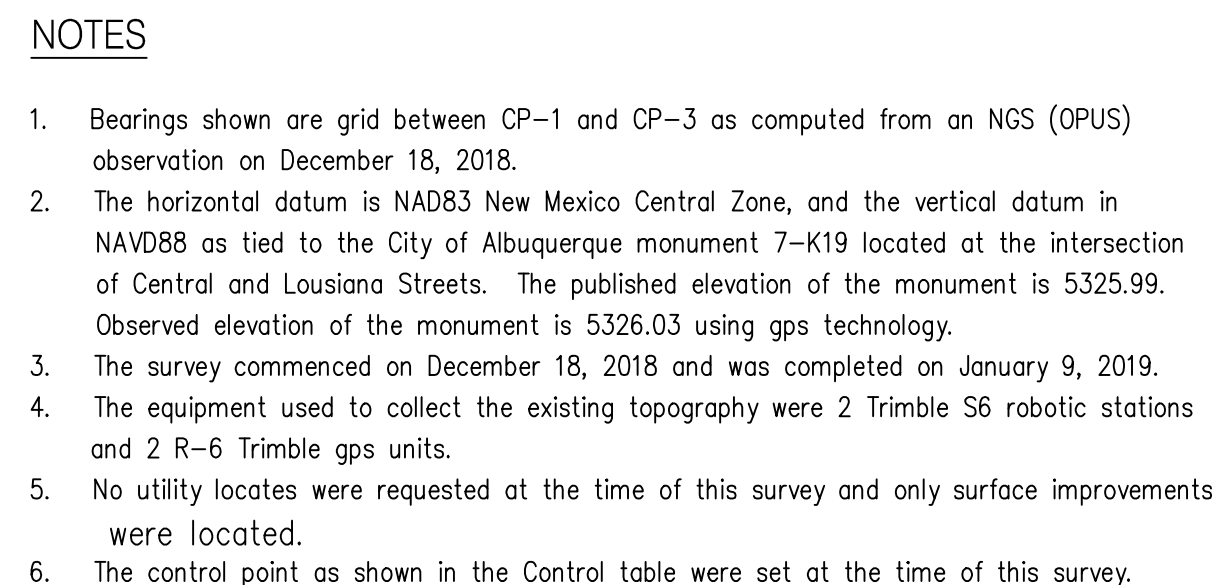 NOTES
1. Bearings shown are grid between CP-1 and CP-3 as computed from an NGS (OPUS)
observation on December 18, 2018.
2. The horizontal datum is NAD83 New Mexico Central Zone, and the vertical datum in
NAVD88 as tied to the City of Albuquerque monument 7-K19 located at the intersection
of Central and Lousiana Streets. The published elevation of the monument is 5325.99.
Observed elevation of the monument is 5326.03 using gps technology.
3. The survey commenced on December 18, 2018 and was completed on January 9, 2019.
4. The equipment used to collect the existing topography were 2 Trimble S6 robotic stations
and 2 R-6 Trimble gps units.
5. No utility locates were requested at the time of this survey and only surface improvements
were located.
6. The control point as shown in the Control table were set at the time of this survey.